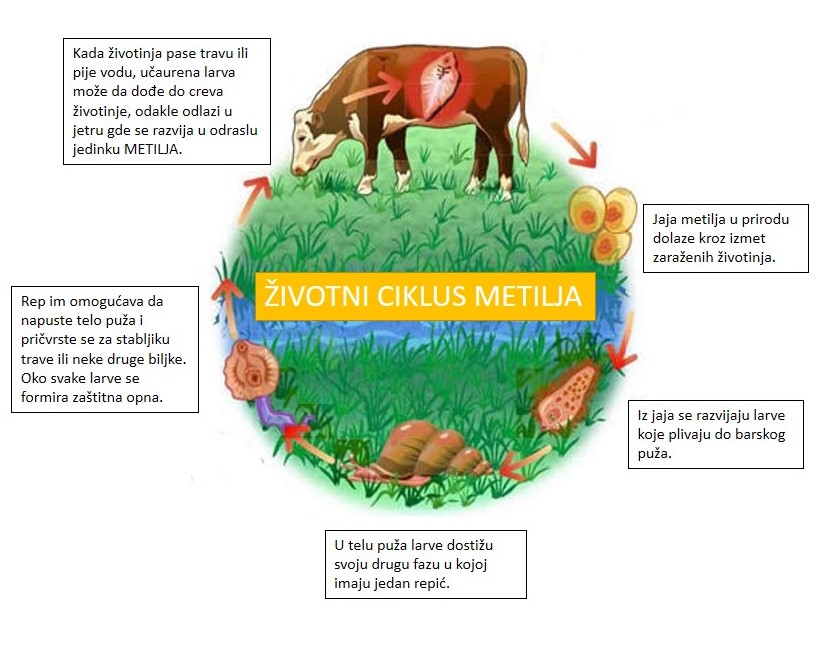 Kada životinja pase travu ili
pije vodu, učaurena larva
može da dođe do creva
životinje, odakle odlazi u
jetru gde se razvija u odraslu
jedinku METILJA.
Jaja metilja u prirodu
dolaze kroz izmet
zaraženih životinja.
ŽIVOTNI CIKLUS METILJA
Rep im omogućava da
napuste telo puža i
pričvrste se za stabljiku
trave ili neke druge biljke.
Oko svake larve se
formira zaštitna opna.
Iz jaja se razvijaju larve
koje plivaju do barskog
puža.
U telu puža larve dostižu
svoju drugu fazu u kojoj
imaju jedan repić.